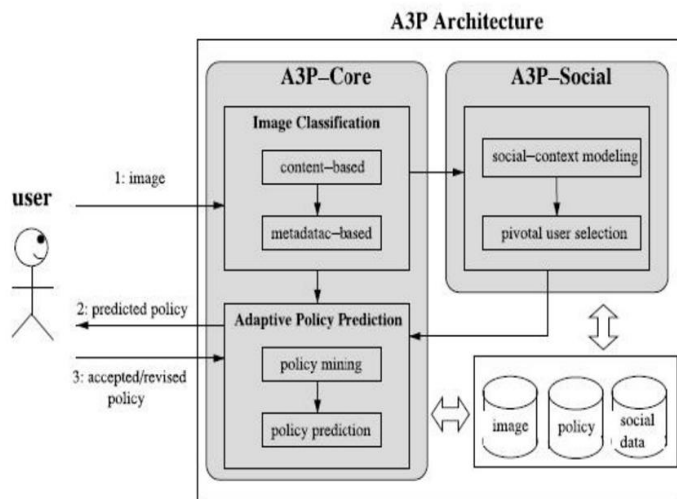 A3P Architecture
A3P–Core
A3P–Social
Image Classification
content–based
metadatac–based
social–context modeling
pivotal user selection
user
1: image
2: predicted policy
3: accepted/revised
policy
Adaptive Policy Prediction
policy mining
policy prediction
image
policy
social
data